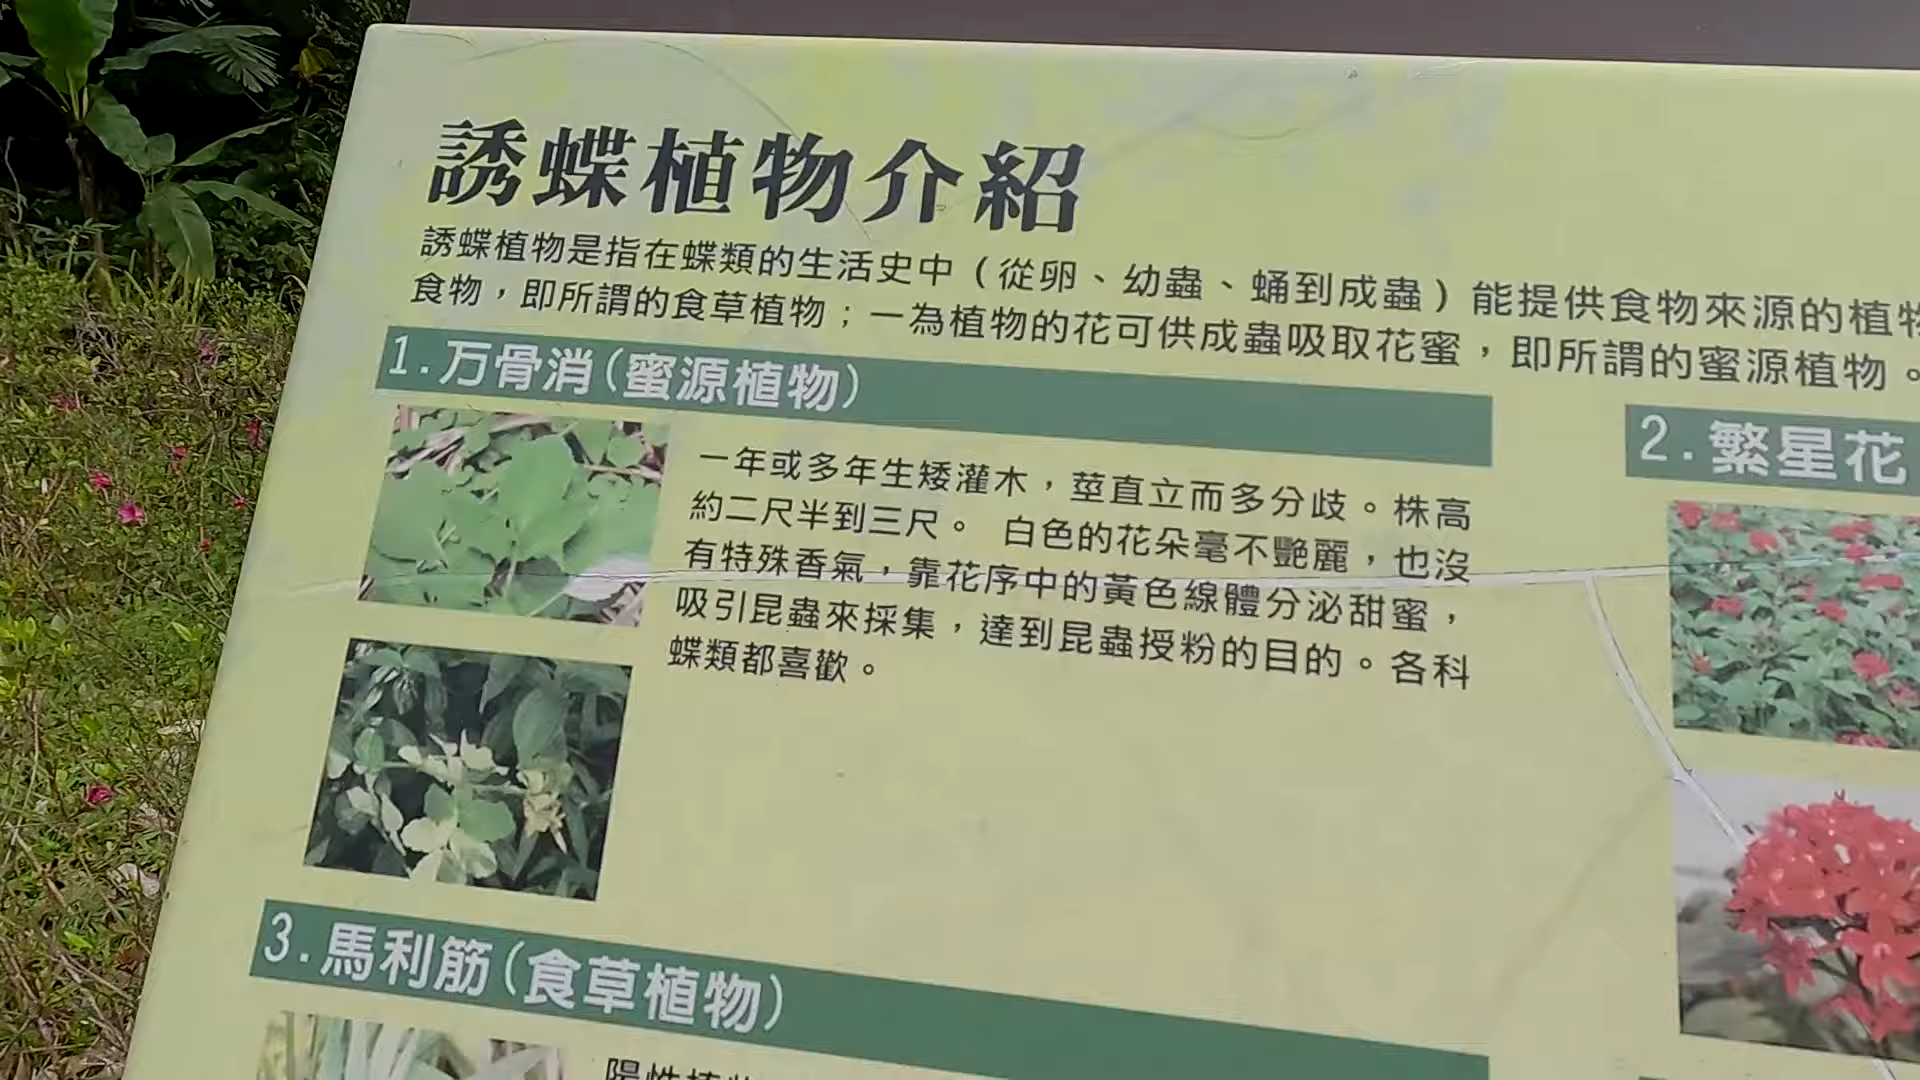 誘蝶植物介紹
誘蝶植物是指在蝶類的生活史中(從卵、幼蟲、蛹到成蟲)能提供食物來源的植物
食物，即所謂的食草植物；一為植物的花可供成蟲吸取花蜜，即所謂的蜜源植物。
1.万骨消(蜜源植物)
一年或多年生矮灌木，莖直立而多分歧。株高
約二尺半到三尺。 白色的花朵毫不艷麗，也沒
有特殊香氣，靠花序中的黃色線體分泌甜蜜，
吸引昆蟲來採集，達到昆蟲授粉的目的。各科
蝶類都喜歡。
2.繁星花
3.馬利筋(食草植物)
陽性植物